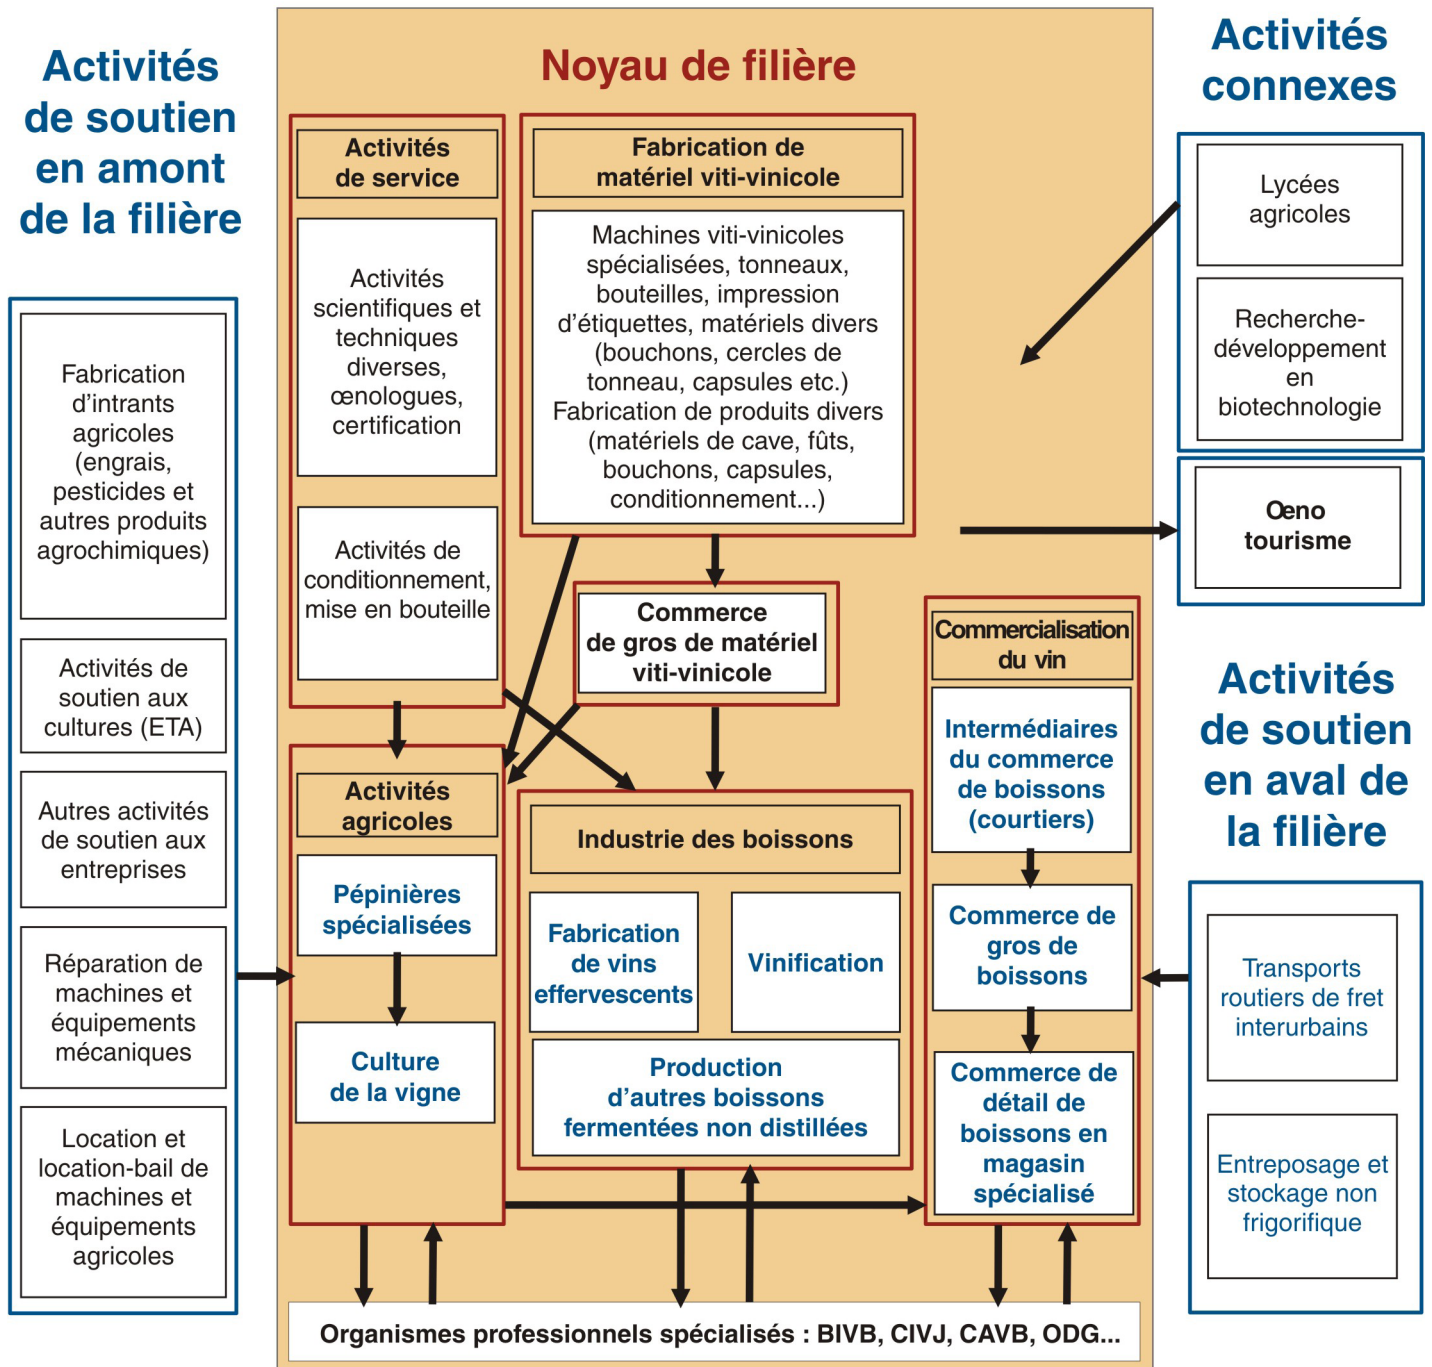 Activités
de soutien
en amont
de la filière
Fabrication
d’intrants
agricoles
(engrais,
pesticides et
autres produits
agrochimiques)
Activités de
soutien aux
cultures (ETA)
Autres activités
de soutien aux
entreprises
Réparation de
machines et
équipements
mécaniques
Location et
location-bail de
machines et
équipements
agricoles
Noyau de filière
Activités
de service
Activités
scientifiques et
techniques
diverses,
œnologues,
certification
Activités de
conditionnement,
mise en bouteille
Fabrication de
matériel viti-vinicole
Machines viti-vinicoles
spécialisées, tonneaux,
bouteilles, impression
d’étiquettes, matériels divers
(bouchons, cercles de
tonneau, capsules etc.)
Fabrication de produits divers
(matériels de cave, fûts,
bouchons, capsules,
conditionnement...)
Commerce
de gros de matériel
viti-vinicole
Activités
agricoles
Pépinières
spécialisées
Culture
de la vigne
Industrie des boissons
Fabrication
de vins
effervescents
Vinification
Production
d’autres boissons
fermentées non distillées
Commercialisation
du vin
Intermédiaires
du commerce
de boissons
(courtiers)
Commerce de
gros de
boissons
Commerce de
détail de
boissons en
magasin
spécialisé
Organismes professionnels spécialisés : BIVB, CIVJ, CAVB, ODG...
Activités
connexes
Lycées
agricoles
Recherche-
développement
en
biotechnologie
Œno
tourisme
Activités
de soutien
en aval de
la filière
Transports
routiers de fret
interurbains
Entreposage et
stockage non
frigorifique